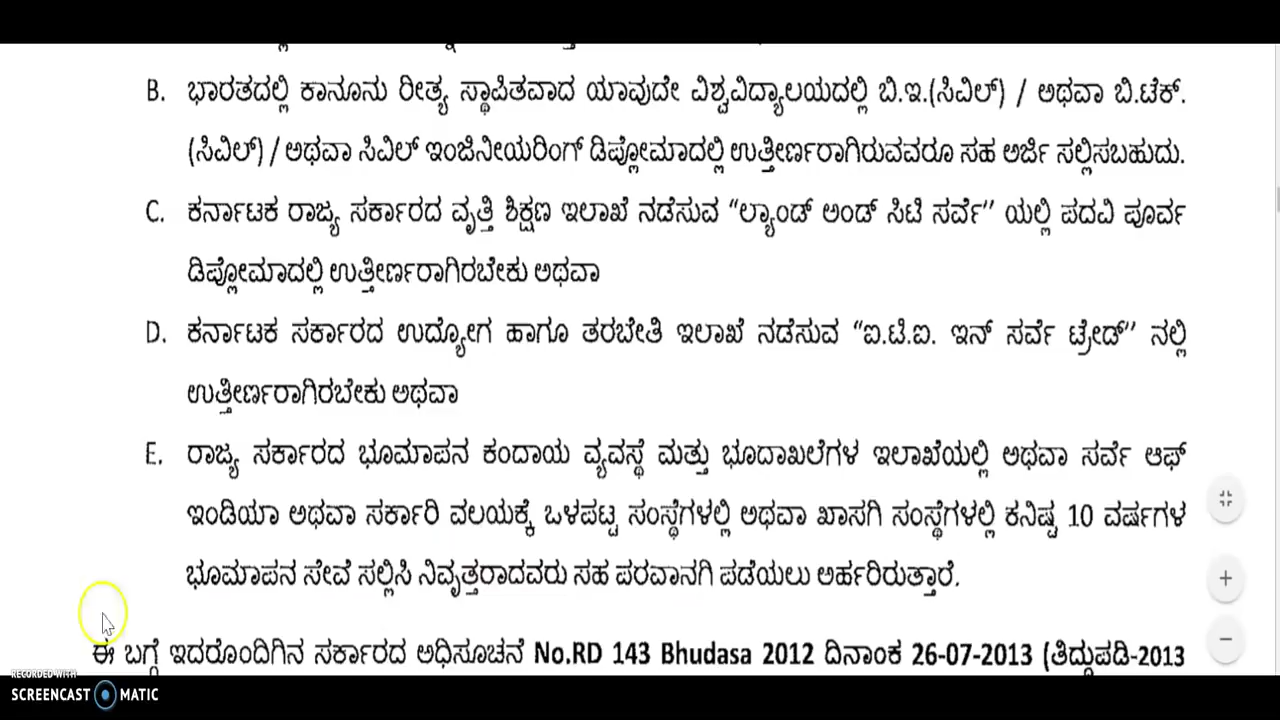 B. ಭಾರತದಲ್ಲಿ ಕಾನೂನು ರೀತ್ಯ ಸ್ಥಾಪಿತವಾದ ಯಾವುದೇ ವಿಶ್ವವಿದ್ಯಾಲಯದಲ್ಲಿ ಬಿ.ಇ.(ಸಿವಿಲ್) / ಅಥವಾ ಬಿ.ಟೆಕ್.
(ಸಿವಿಲ್) / ಅಥವಾ ಸಿವಿಲ್ ಇಂಜಿನೀಯರಿಂಗ್ ಡಿಪ್ಲೋಮಾದಲ್ಲಿ ಉತ್ತೀರ್ಣರಾಗಿರುವವರೂ ಸಹ ಅರ್ಜಿ ಸಲ್ಲಿಸಬಹುದು.
C. ಕರ್ನಾಟಕ ರಾಜ್ಯ ಸರ್ಕಾರದ ವೃತ್ತಿ ಶಿಕ್ಷಣ ಇಲಾಖೆ ನಡೆಸುವ “ಲ್ಯಾಂಡ್ ಅಂಡ್ ಸಿಟಿ ಸರ್ವೆ” ಯಲ್ಲಿ ಪದವಿ ಪೂರ್ವ
ಡಿಪ್ಲೋಮಾದಲ್ಲಿ ಉತ್ತೀರ್ಣರಾಗಿರಬೇಕು ಅಥವಾ
D. ಕರ್ನಾಟಕ ಸರ್ಕಾರದ ಉದ್ಯೋಗ ಹಾಗೂ ತರಬೇತಿ ಇಲಾಖೆ ನಡೆಸುವ “ಐ.ಟಿ.ಐ. ಇನ್ ಸರ್ವೆ ಟ್ರೇಡ್” ನಲ್ಲಿ
ಉತ್ತೀರ್ಣರಾಗಿರಬೇಕು ಅಥವಾ
E. ರಾಜ್ಯ ಸರ್ಕಾರದ ಭೂಮಾಪನ ಕಂದಾಯ ವ್ಯವಸ್ಥೆ ಮತ್ತು ಭೂದಾಖಲೆಗಳ ಇಲಾಖೆಯಲ್ಲಿ ಅಥವಾ ಸರ್ವೆ ಆಫ್
ಇಂಡಿಯಾ ಅಥವಾ ಸರ್ಕಾರಿ ವಲಯಕ್ಕೆ ಒಳಪಟ್ಟ ಸಂಸ್ಥೆಗಳಲ್ಲಿ ಅಥವಾ ಖಾಸಗಿ ಸಂಸ್ಥೆಗಳಲ್ಲಿ ಕನಿಷ್ಟ 10 ವರ್ಷಗಳ
ಭೂಮಾಪನ ಸೇವೆ ಸಲ್ಲಿಸಿ ನಿವೃತ್ತರಾದವರು ಸಹ ಪರವಾನಗಿ ಪಡೆಯಲು ಅರ್ಹರಿರುತ್ತಾರೆ.
ಈ ಬಗ್ಗೆ ಇದರೊಂದಿಗಿನ ಸರ್ಕಾರದ ಅಧಿಸೂಚನೆ No.RD 143 Bhudasa 2012 ದಿನಾಂಕ 26-07-2013 (ತಿದ್ದುಪಡಿ-2013
RECORDED WITH
SCREENCAST MATIC